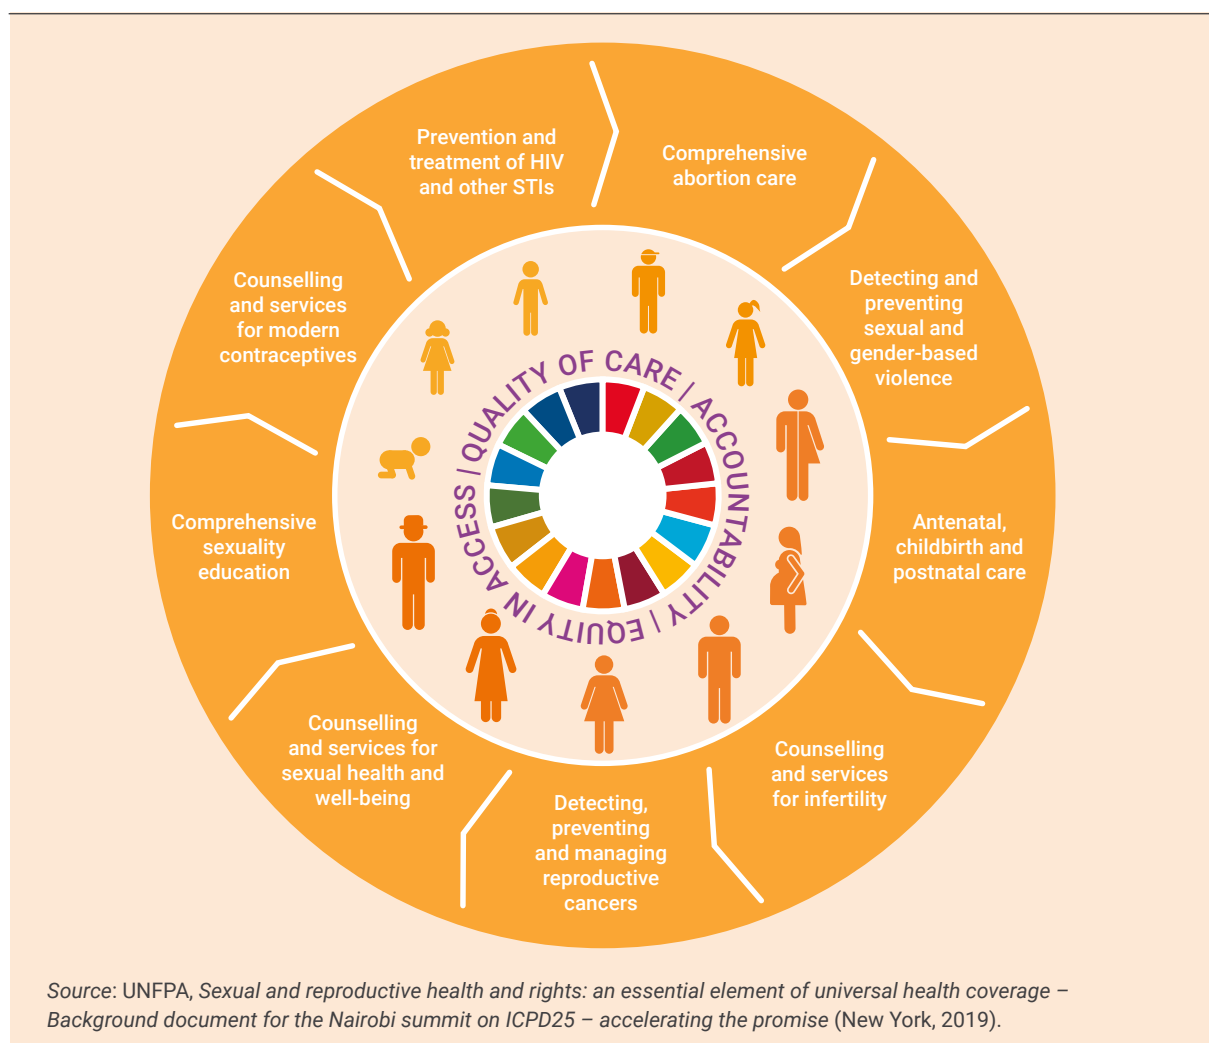 Prevention and
treatment of HIV
and other STIs
Comprehensive
abortion care
Detecting and
preventing
sexual and
gender-based
violence
Antenatal,
childbirth and
postnatal care
Counselling
and services
for infertility
Detecting,
preventing
and managing
reproductive
cancers
Counselling
and services for
sexual health and
well-being
Comprehensive
sexuality
education
Counselling
and services
for modern
contraceptives
QUALITY OF CARE | ACCOUNTABILITY | EQUITY IN ACCESS |
Source: UNFPA, Sexual and reproductive health and rights: an essential element of universal health coverage –
Background document for the Nairobi summit on ICPD25 – accelerating the promise (New York, 2019).